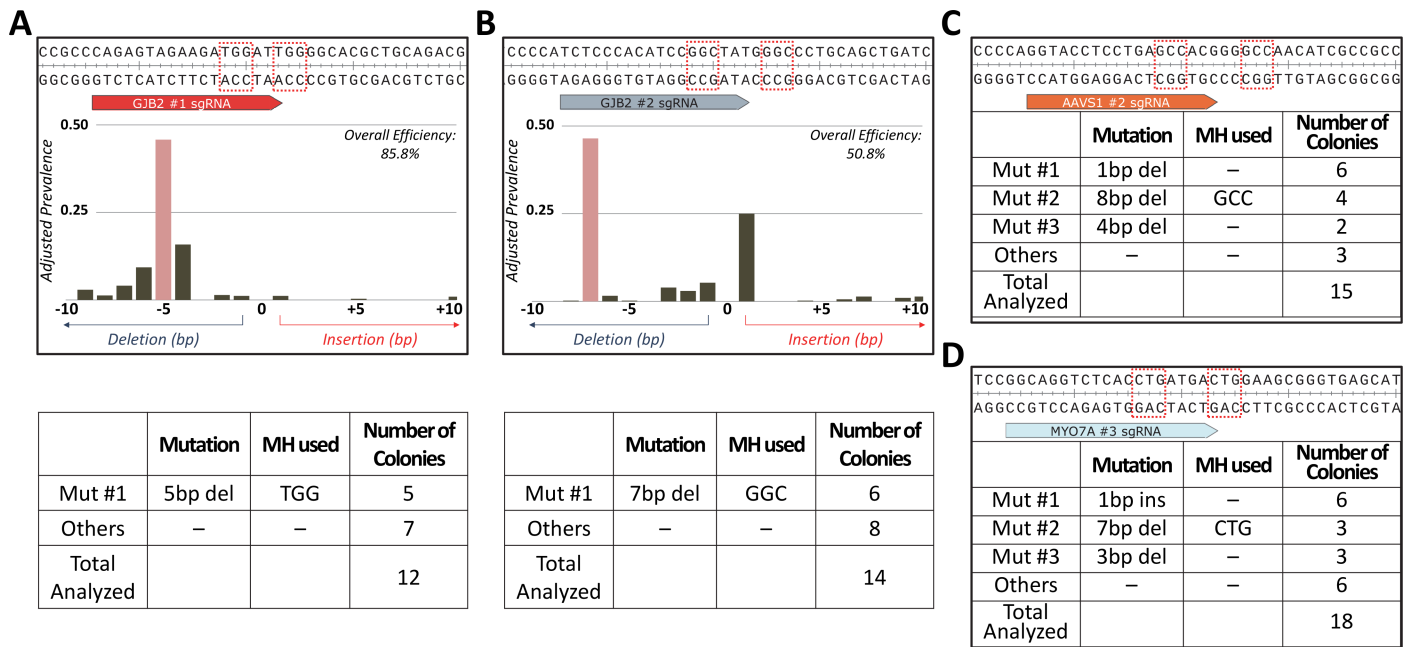 A
CCGCCCAGAGTAGAAGATGGATTGGGGCACGCTGCAGACG
GGCGGGTCTCATCTTCTACCTAACCCCGTGCGACGTCTGC
GJB2 #1 sgRNA
0.50
Overall Efficiency:
85.8%
0.25
Adjusted Prevalence
-10 -5 0 +5 +10
Deletion (bp) Insertion (bp)
Mutation MH used Number of Colonies
Mut #1 5bp del TGG 5
Others – – 7
Total Analyzed 12
B
CCCCATCTCCCACATCCGGCTATGGGCCCTGCAGCTGATC
GGGGTAGAGGGTGTAGGCCGATACCCGGGACGTCGACTAG
GJB2 #2 sgRNA
0.50
Overall Efficiency:
50.8%
0.25
Adjusted Prevalence
-10 -5 0 +5 +10
Deletion (bp) Insertion (bp)
Mutation MH used Number of Colonies
Mut #1 7bp del GGC 6
Others – – 8
Total Analyzed 14
C
CCCCAGGTACCTCCTGAGCCACGGGGCCAACATCGCCGCC
GGGGTCCATGGAGGACTCGGTGCCCCGGTTGTAGCGGCGG
AAVS1 #2 sgRNA
Mutation MH used Number of Colonies
Mut #1 1bp del – 6
Mut #2 8bp del GCC 4
Mut #3 4bp del – 2
Others – – 3
Total Analyzed 15
D
TCCGGCAGGTCTCACCTGATGACTGGAAGCGGGTGAGCAT
AGGCCGTCCAGAGTGGACTACTGACCTTCGCCCACTCGTA
MYO7A #3 sgRNA
Mutation MH used Number of Colonies
Mut #1 1bp ins – 6
Mut #2 7bp del CTG 3
Mut #3 3bp del – 3
Others – – 6
Total Analyzed 18